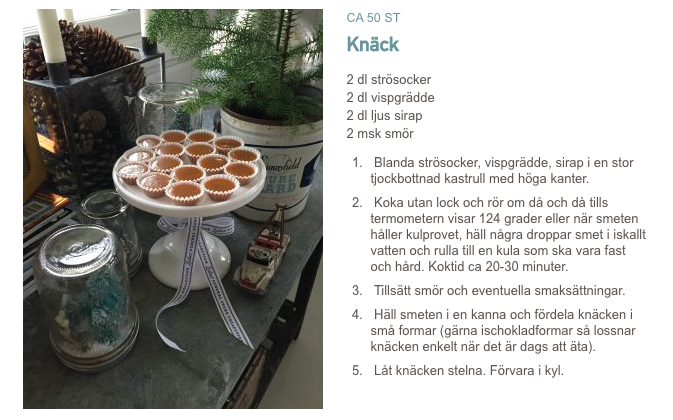 CA 50 ST
Knäck
2 dl strösocker
2 dl vispgrädde
2 dl ljus sirap
2 msk smör
1. Blanda strösocker, vispgrädde, sirap i en stor
tjockbottnad kastrull med höga kanter.
2. Koka utan lock och rör om då och då tills
termometern visar 124 grader eller när smeten
håller kulprovet, häll några droppar smet i iskallt
vatten och rulla till en kula som ska vara fast
och hård. Koktid ca 20-30 minuter.
3. Tillsätt smör och eventuella smaksättningar.
4. Häll smeten i en kanna och fördela knäcken i
små formar (gärna ischokladformar så lossnar
knäcken enkelt när det är dags att äta).
5. Låt knäcken stelna. Förvara i kyl.